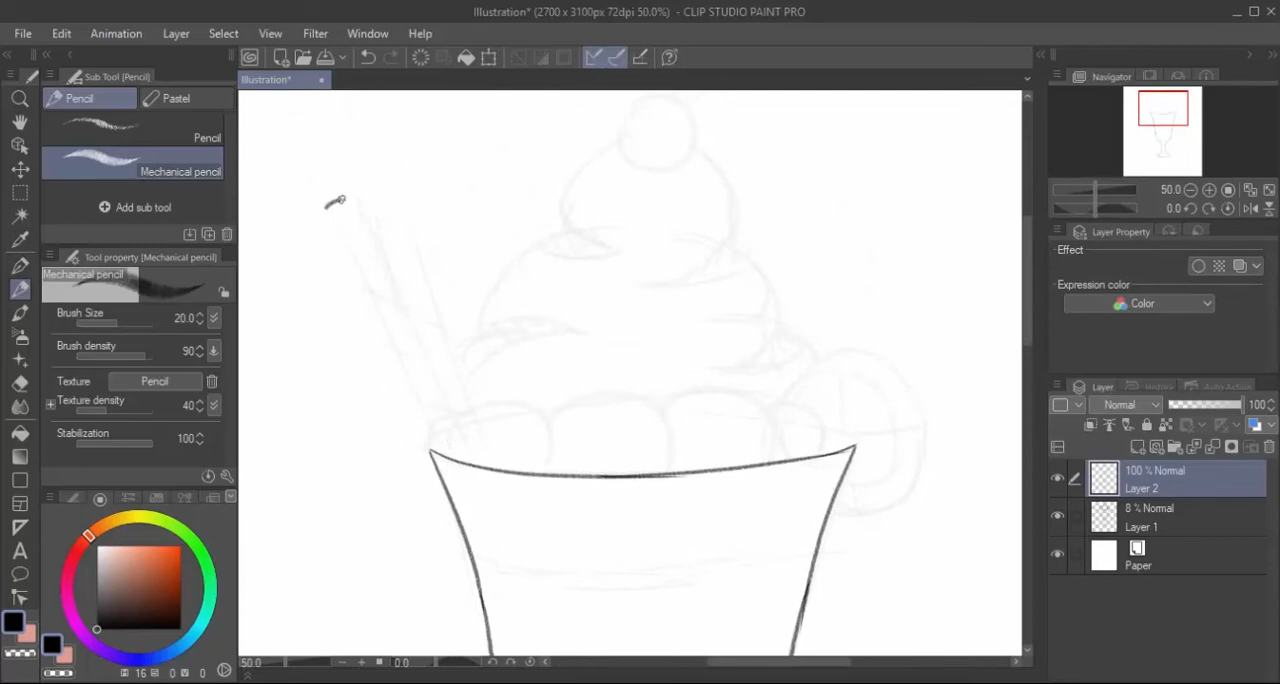 Illustration* (2700 x 3100px 72dpi 50.0%) - CLIP STUDIO PAINT PRO
File Edit Animation Layer Select View Filter Window Help
Sub Tool [Pencil]
Pencil Pastel
Pencil
Mechanical pencil
Add sub tool
Tool property [Mechanical pencil]
Mechanical pencil
Brush Size 20.0
Brush density 90
Texture Pencil
Texture density 40
Stabilization 100
16 0 0
Illustration*
50.0 0.0
Navigator
50.0
0.0
Layer Property
Effect
Expression color
Color
Layer History Auto Action
Normal 100
100 % Normal
Layer 2
8 % Normal
Layer 1
Paper